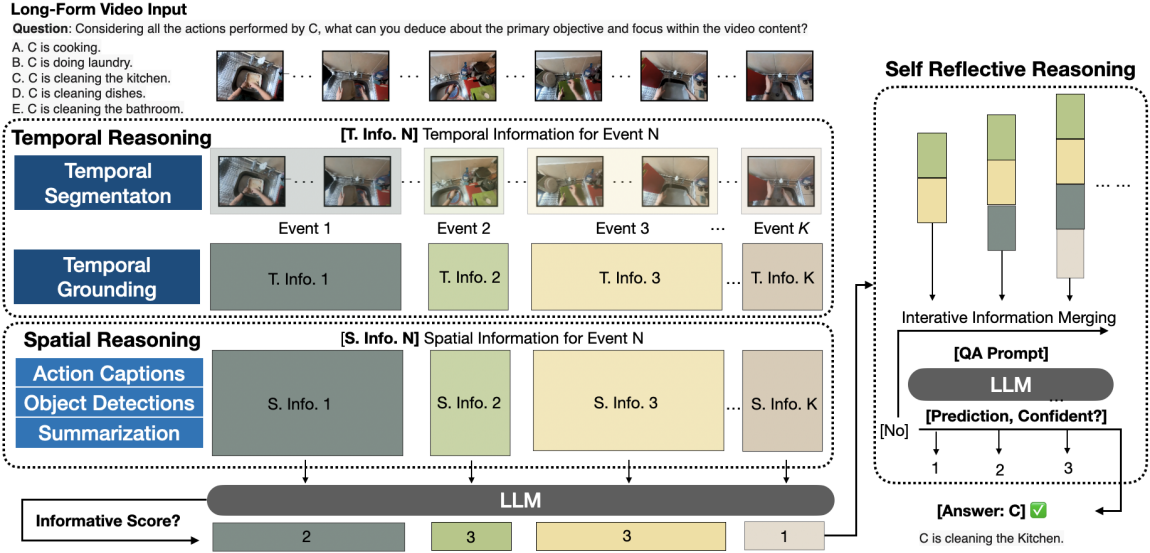 Long-Form Video Input
Question: Considering all the actions performed by C, what can you deduce about the primary objective and focus within the video content?
A. C is cooking.
B. C is doing laundry.
C. C is cleaning the kitchen.
D. C is cleaning dishes.
E. C is cleaning the bathroom.
... ... ... ... ...
Temporal Reasoning
[T. Info. N] Temporal Information for Event N
Temporal
Segmentaton
... ... ... ... ...
Event 1 Event 2 Event 3 ... Event K
Temporal
Grounding
T. Info. 1 T. Info. 2 T. Info. 3 ... T. Info. K
Spatial Reasoning
[S. Info. N] Spatial Information for Event N
Action Captions
Object Detections
Summarization
S. Info. 1 S. Info. 2 S. Info. 3 ... S. Info. K
LLM
Informative Score?
2 3 3 1
Self Reflective Reasoning
... ...
Interative Information Merging
[QA Prompt]
LLM
...
[Prediction, Confident?]
[No]
1 2 3
[Answer: C] ✅
C is cleaning the Kitchen.